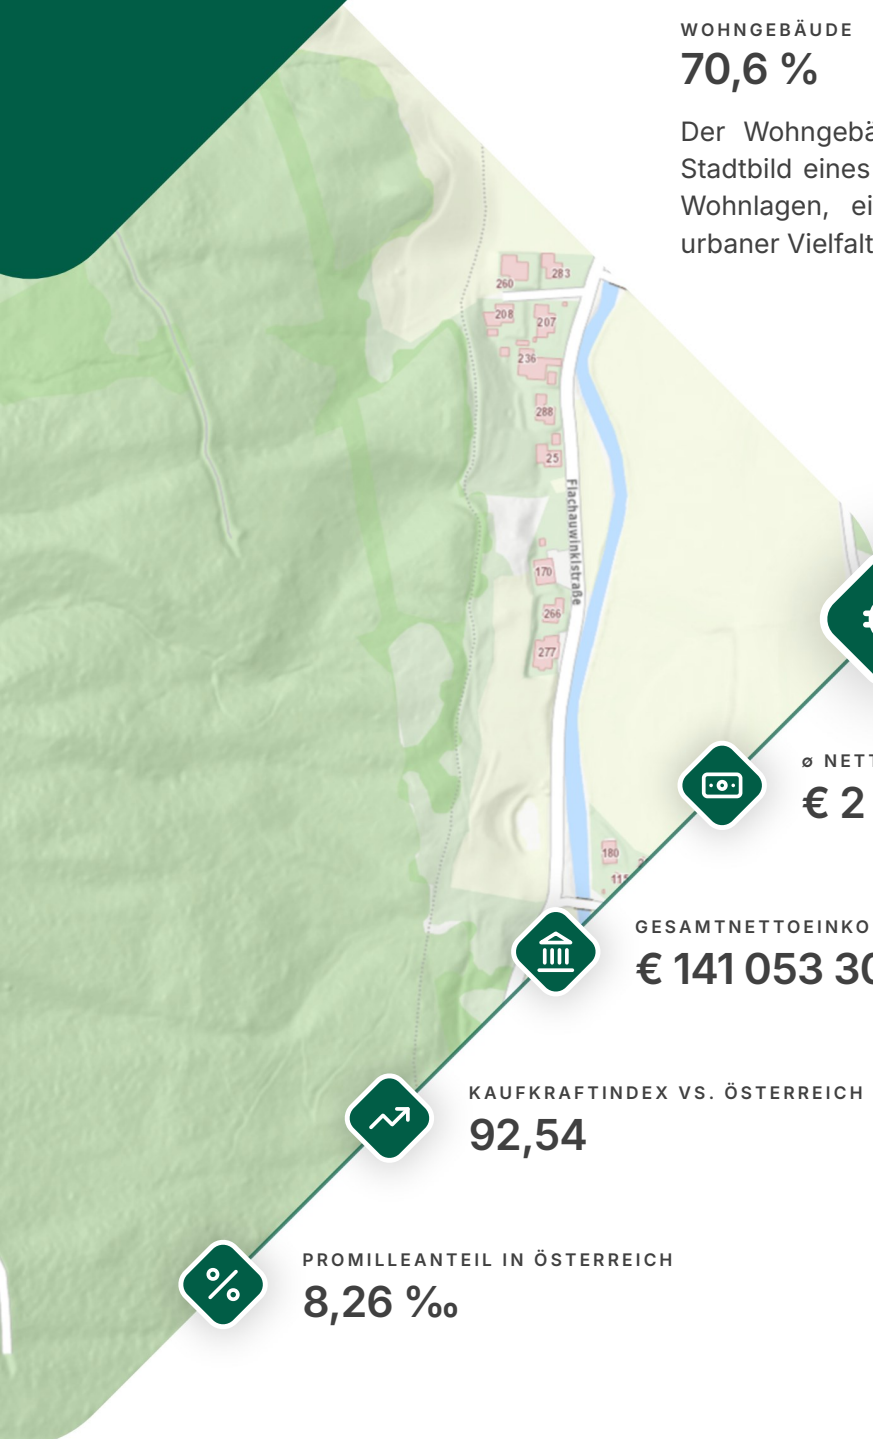 WOHNGEBÄUDE
70,6 %
Der Wohngebä
Stadtbild eines
Wohnlagen, ei
urbaner Vielfalt
260
283
208
207
236
288
25
Flachauwinklstraße
170
266
277
ø NETT
€ 2
180
115
GESAMTNETTOEINKO
€ 141 053 30
KAUFKRAFTINDEX VS. ÖSTERREICH
92,54
PROMILLEANTEIL IN ÖSTERREICH
8,26 ‰